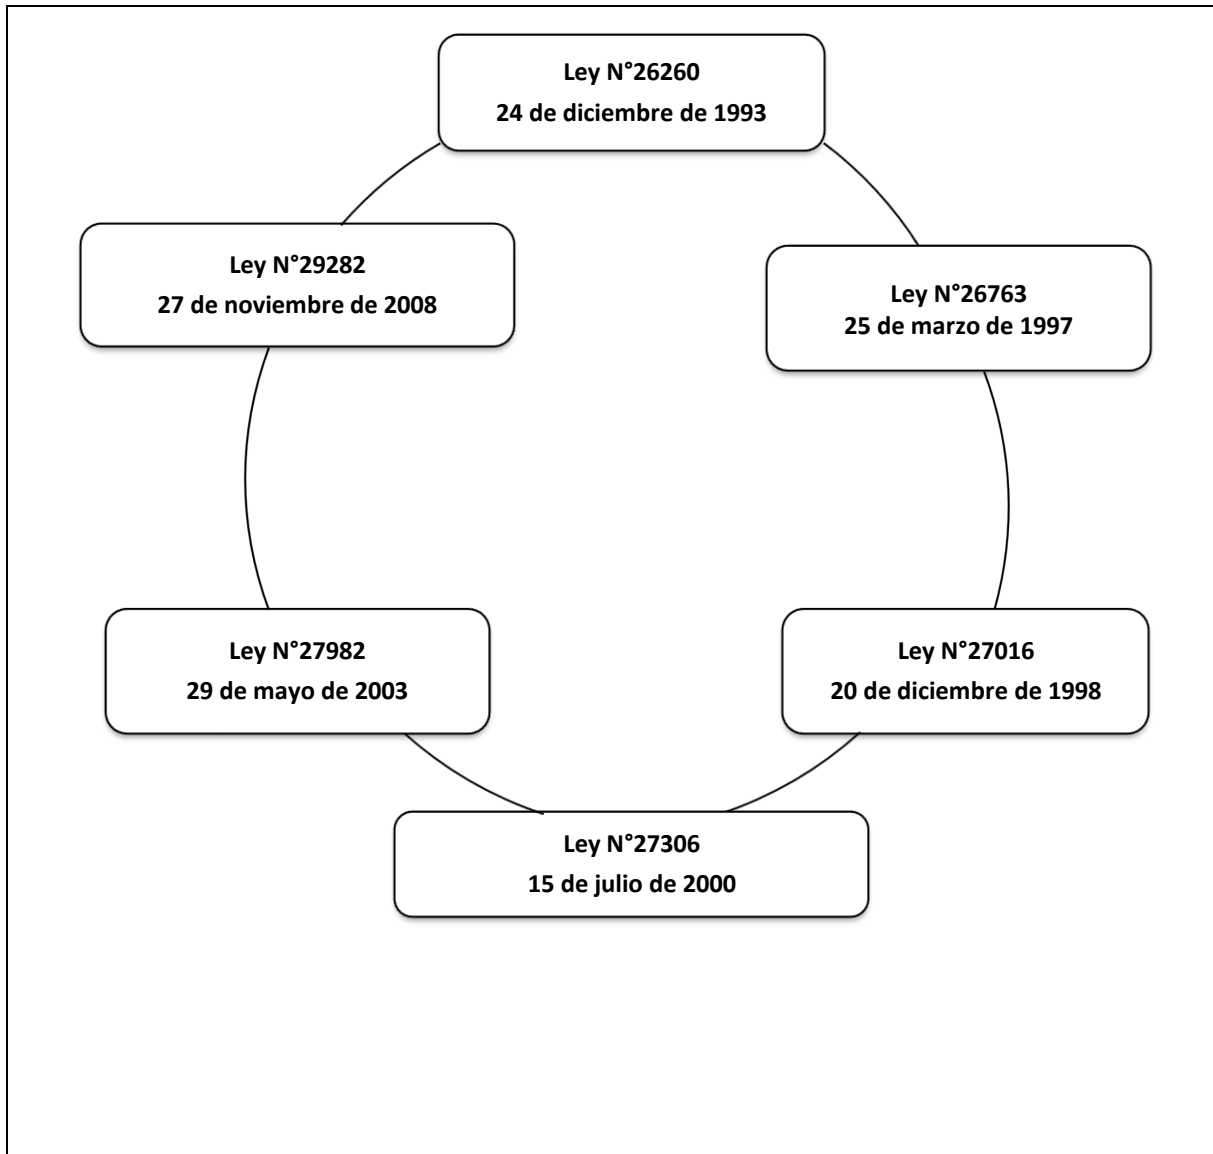 Ley N°26260
24 de diciembre de 1993
Ley N°29282
27 de noviembre de 2008
Ley N°26763
25 de marzo de 1997
Ley N°27982
29 de mayo de 2003
Ley N°27016
20 de diciembre de 1998
Ley N°27306
15 de julio de 2000